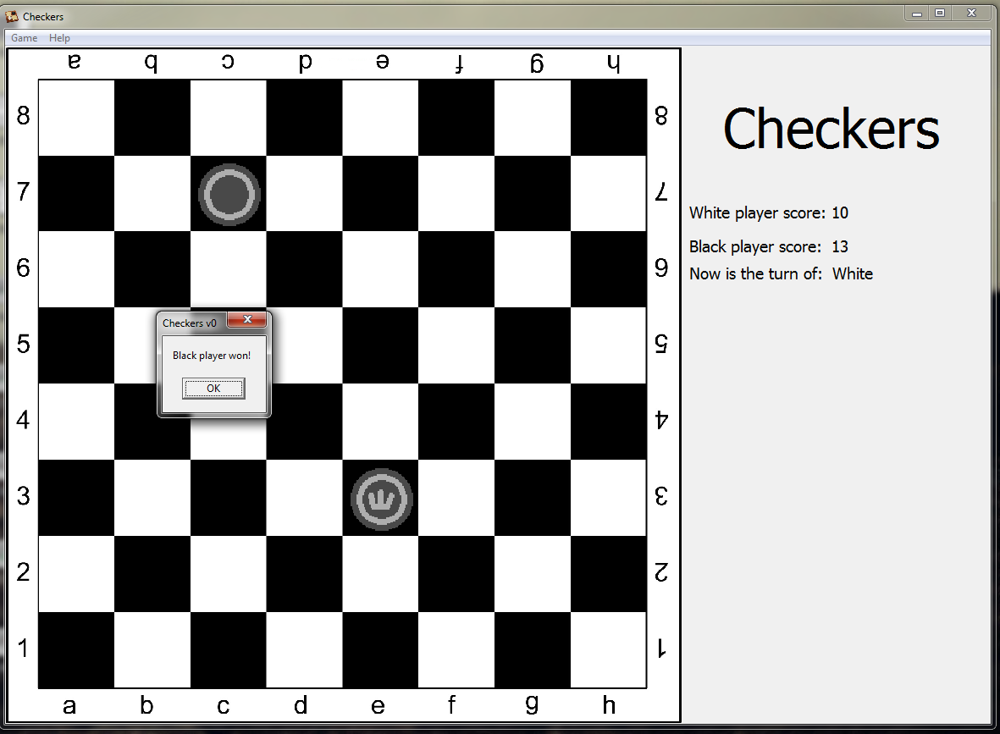 Checkers
Game Help
a b c d e f g h
8 8
7 7
6 6
5 5
4 4
3 3
2 2
1 1
a b c d e f g h
Checkers v0
Black player won!
OK
Checkers
White player score: 10
Black player score: 13
Now is the turn of: White